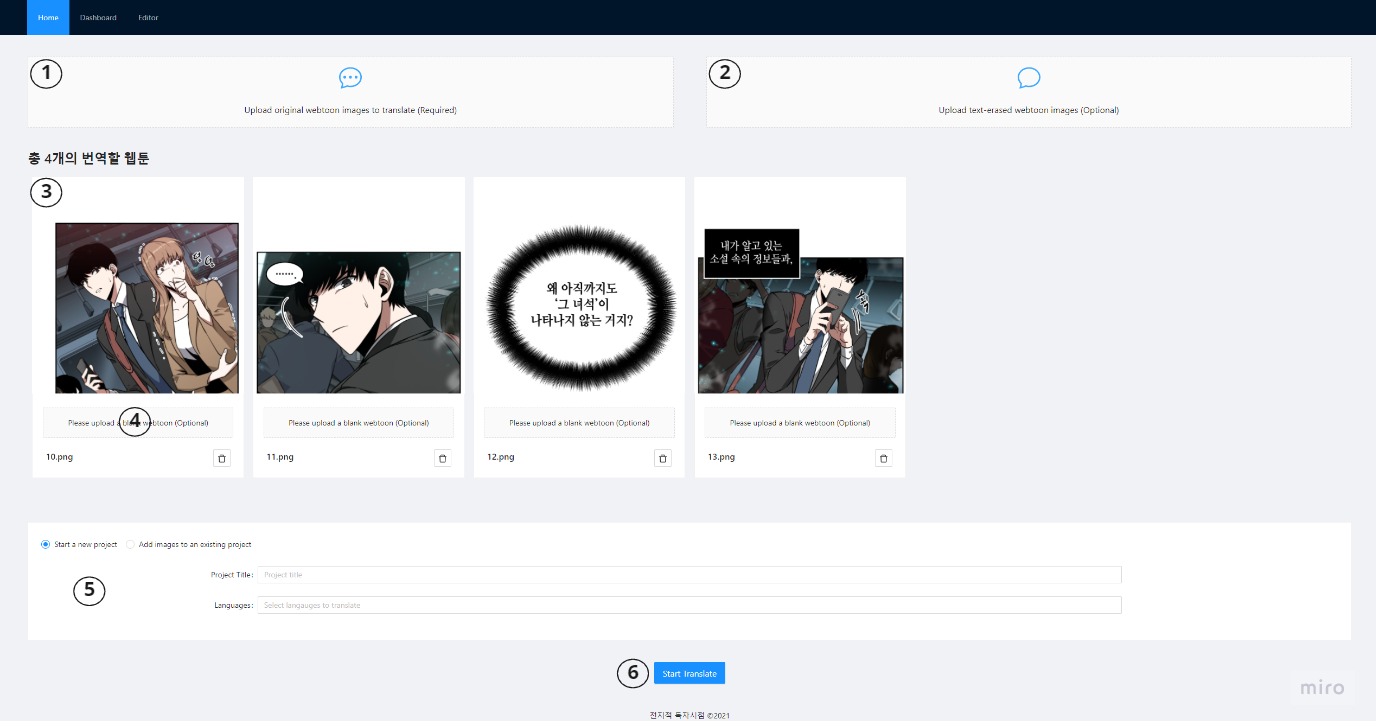 Home Dashboard Editor
1
Upload original webtoon images to translate (Required)
2
Upload text-erased webtoon images (Optional)
총 4개의 번역할 웹툰
3
.......
왜 아직까지도
‘그 녀석’이
나타나지 않는 거지?
내가 알고 있는
소설 속의 정보들과,
4
Please upload a blank webtoon (Optional)
Please upload a blank webtoon (Optional)
Please upload a blank webtoon (Optional)
Please upload a blank webtoon (Optional)
10.png
11.png
12.png
13.png
Start a new project Add images to an existing project
5
Project Title: Project title
Languages: Select langauges to translate
6
Start Translate
miro
전지적 독자시점 ©2021